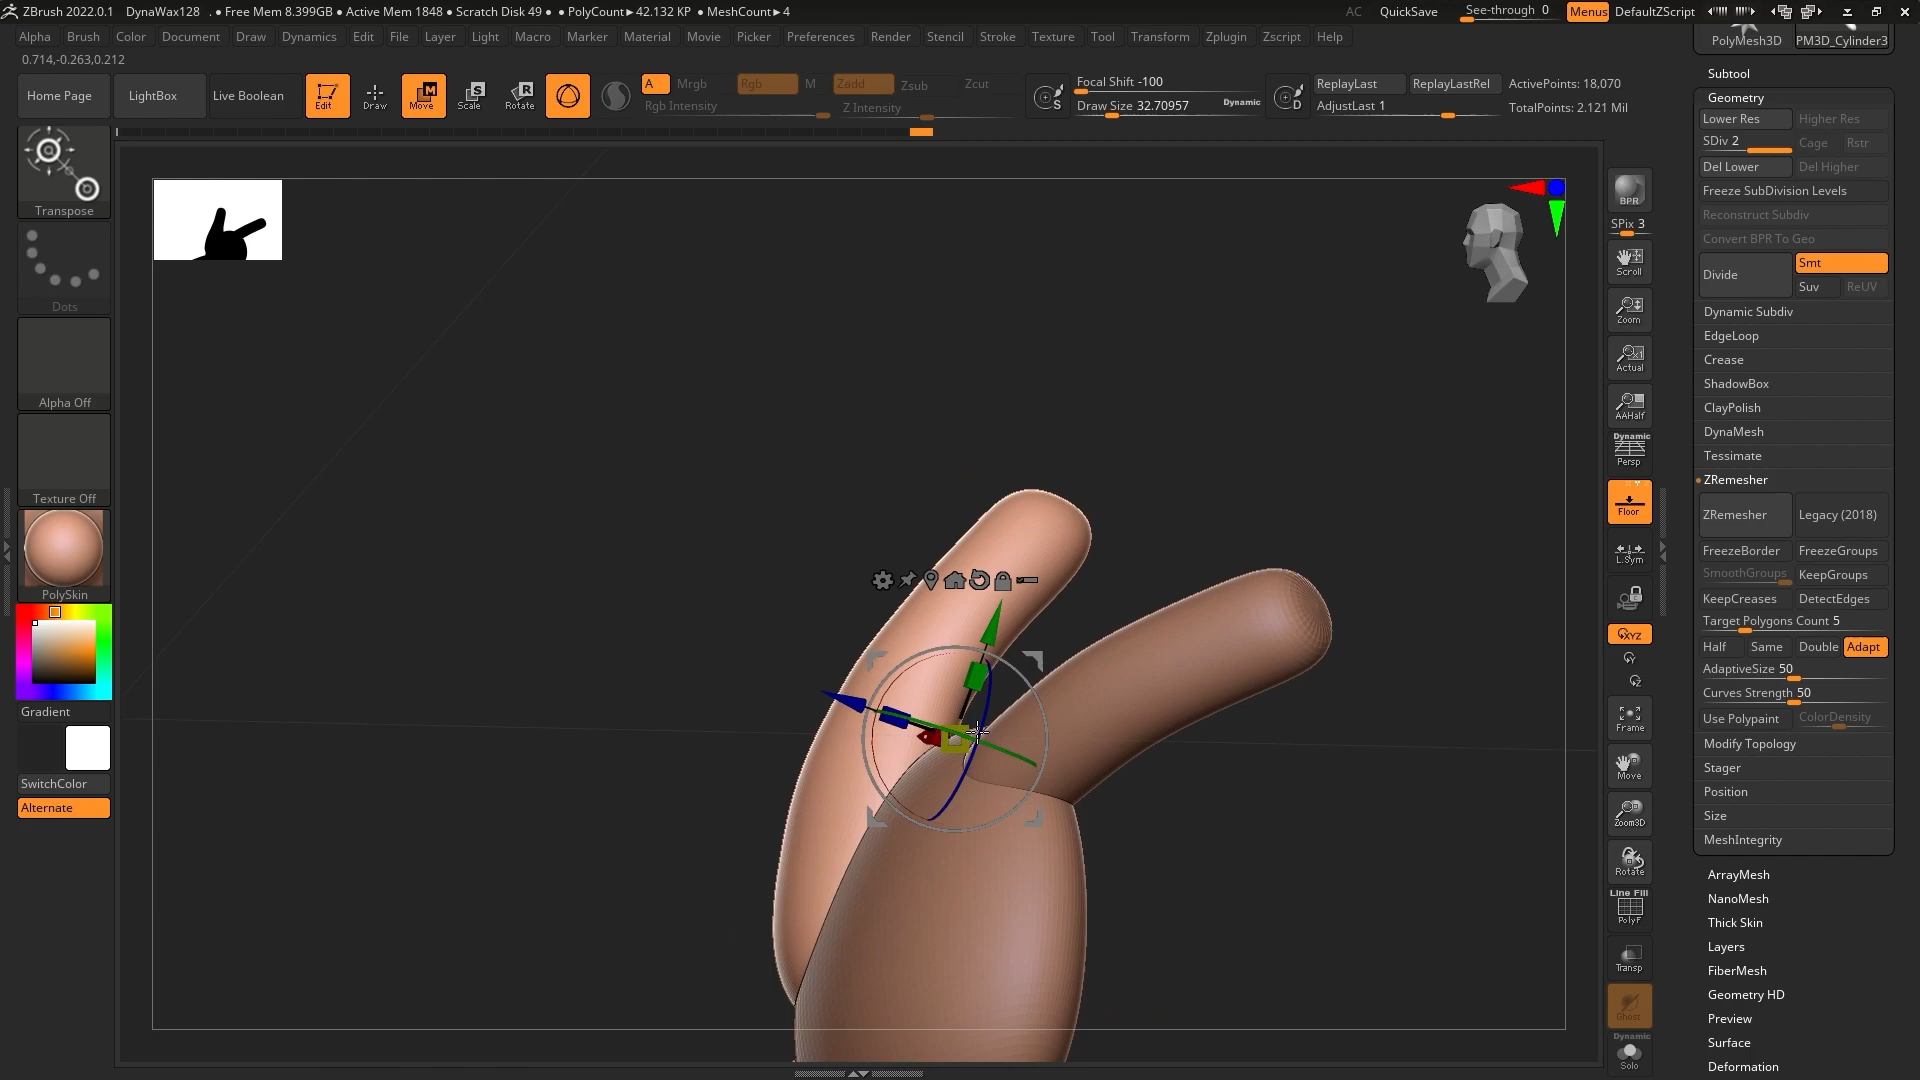 ZBrush 2022.0.1 DynaWax128 . ● Free Mem 8.399GB ● Active Mem 1848 ● Scratch Disk 49 ● ● PolyCount► 42.132 KP ● MeshCount► 4 AC QuickSave See-through 0 Menus DefaultZScript
Alpha Brush Color Document Draw Dynamics Edit File Layer Light Macro Marker Material Movie Picker Preferences Render Stencil Stroke Texture Tool Transform Zplugin Zscript Help
PolyMesh3D PM3D_Cylinder3
0.714,-0.263,0.212
Home Page LightBox Live Boolean Edit Draw Move Scale Rotate
A Mrgb Rgb M Zadd Zsub Zcut
Rgb Intensity Z Intensity
Focal Shift -100
Draw Size 32.70957 Dynamic
ReplayLast ReplayLastRel
AdjustLast 1
ActivePoints: 18,070
TotalPoints: 2.121 Mil
Transpose
Dots
Alpha Off
Texture Off
PolySkin
Gradient
SwitchColor
Alternate
BPR
SPix 3
Scroll
Zoom
Actual
AAHalf
Dynamic
Persp
Floor
L.Sym
XYZ
Y
Z
Frame
Move
Zoom3D
Rotate
Line Fill
PolyF
Transp
Ghost
Dynamic
Solo
Subtool
Geometry
Lower Res Higher Res
SDiv 2 Cage Rstr
Del Lower Del Higher
Freeze SubDivision Levels
Reconstruct Subdiv
Convert BPR To Geo
Divide Smt
Suv ReUV
Dynamic Subdiv
EdgeLoop
Crease
ShadowBox
ClayPolish
DynaMesh
Tessimate
ZRemesher
ZRemesher Legacy (2018)
FreezeBorder FreezeGroups
SmoothGroups KeepGroups
KeepCreases DetectEdges
Target Polygons Count 5
Half Same Double Adapt
AdaptiveSize 50
Curves Strength 50
Use Polypaint ColorDensity
Modify Topology
Stager
Position
Size
MeshIntegrity
ArrayMesh
NanoMesh
Thick Skin
Layers
FiberMesh
Geometry HD
Preview
Surface
Deformation